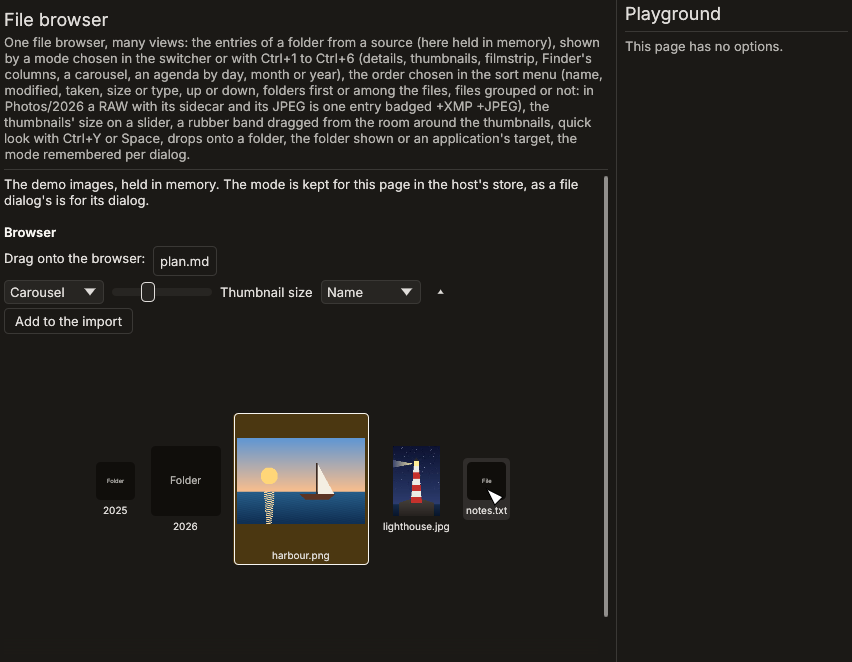 File browser
One file browser, many views: the entries of a folder from a source (here held in memory), shown
by a mode chosen in the switcher or with Ctrl+1 to Ctrl+6 (details, thumbnails, filmstrip, Finder's
columns, a carousel, an agenda by day, month or year), the order chosen in the sort menu (name,
modified, taken, size or type, up or down, folders first or among the files, files grouped or not: in
Photos/2026 a RAW with its sidecar and its JPEG is one entry badged +XMP +JPEG), the
thumbnails' size on a slider, a rubber band dragged from the room around the thumbnails, quick
look with Ctrl+Y or Space, drops onto a folder, the folder shown or an application's target, the
mode remembered per dialog.
The demo images, held in memory. The mode is kept for this page in the host's store, as a file
dialog's is for its dialog.
Browser
Drag onto the browser: plan.md
Carousel Thumbnail size Name
Add to the import
Folder
2025
Folder
2026
harbour.png
lighthouse.jpg
File
notes.txt
Playground
This page has no options.